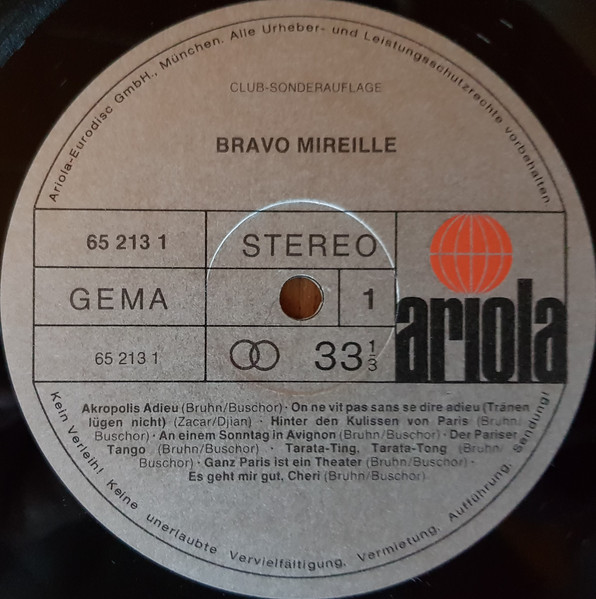 Ariola-Eurodisc GmbH., München. Alle Urheber- und Leistungsschutzrechte vorbehalten
CLUB-SONDERAUFLAGE
BRAVO MIREILLE
65 213 1
STEREO
GEMA
1
ariola
65 213 1
33 1/3
Akropolis Adieu (Bruhn/Buschor) · On ne vit pas sans se dire adieu (Tränen
lügen nicht) (Zacar/Djian) · Hinter den Kulissen von Paris (Bruhn/
Buschor) · An einem Sonntag in Avignon (Bruhn/Buschor) · Der Pariser
Tango (Bruhn/Buschor) · Tarata-Ting, Tarata-Tong (Bruhn/
Buschor) · Ganz Paris ist ein Theater (Bruhn/Buschor) ·
Es geht mir gut, Cheri (Bruhn/Buschor)
Kein Verleih! Keine unerlaubte Vervielfältigung, Vermietung, Aufführung, Sendung!